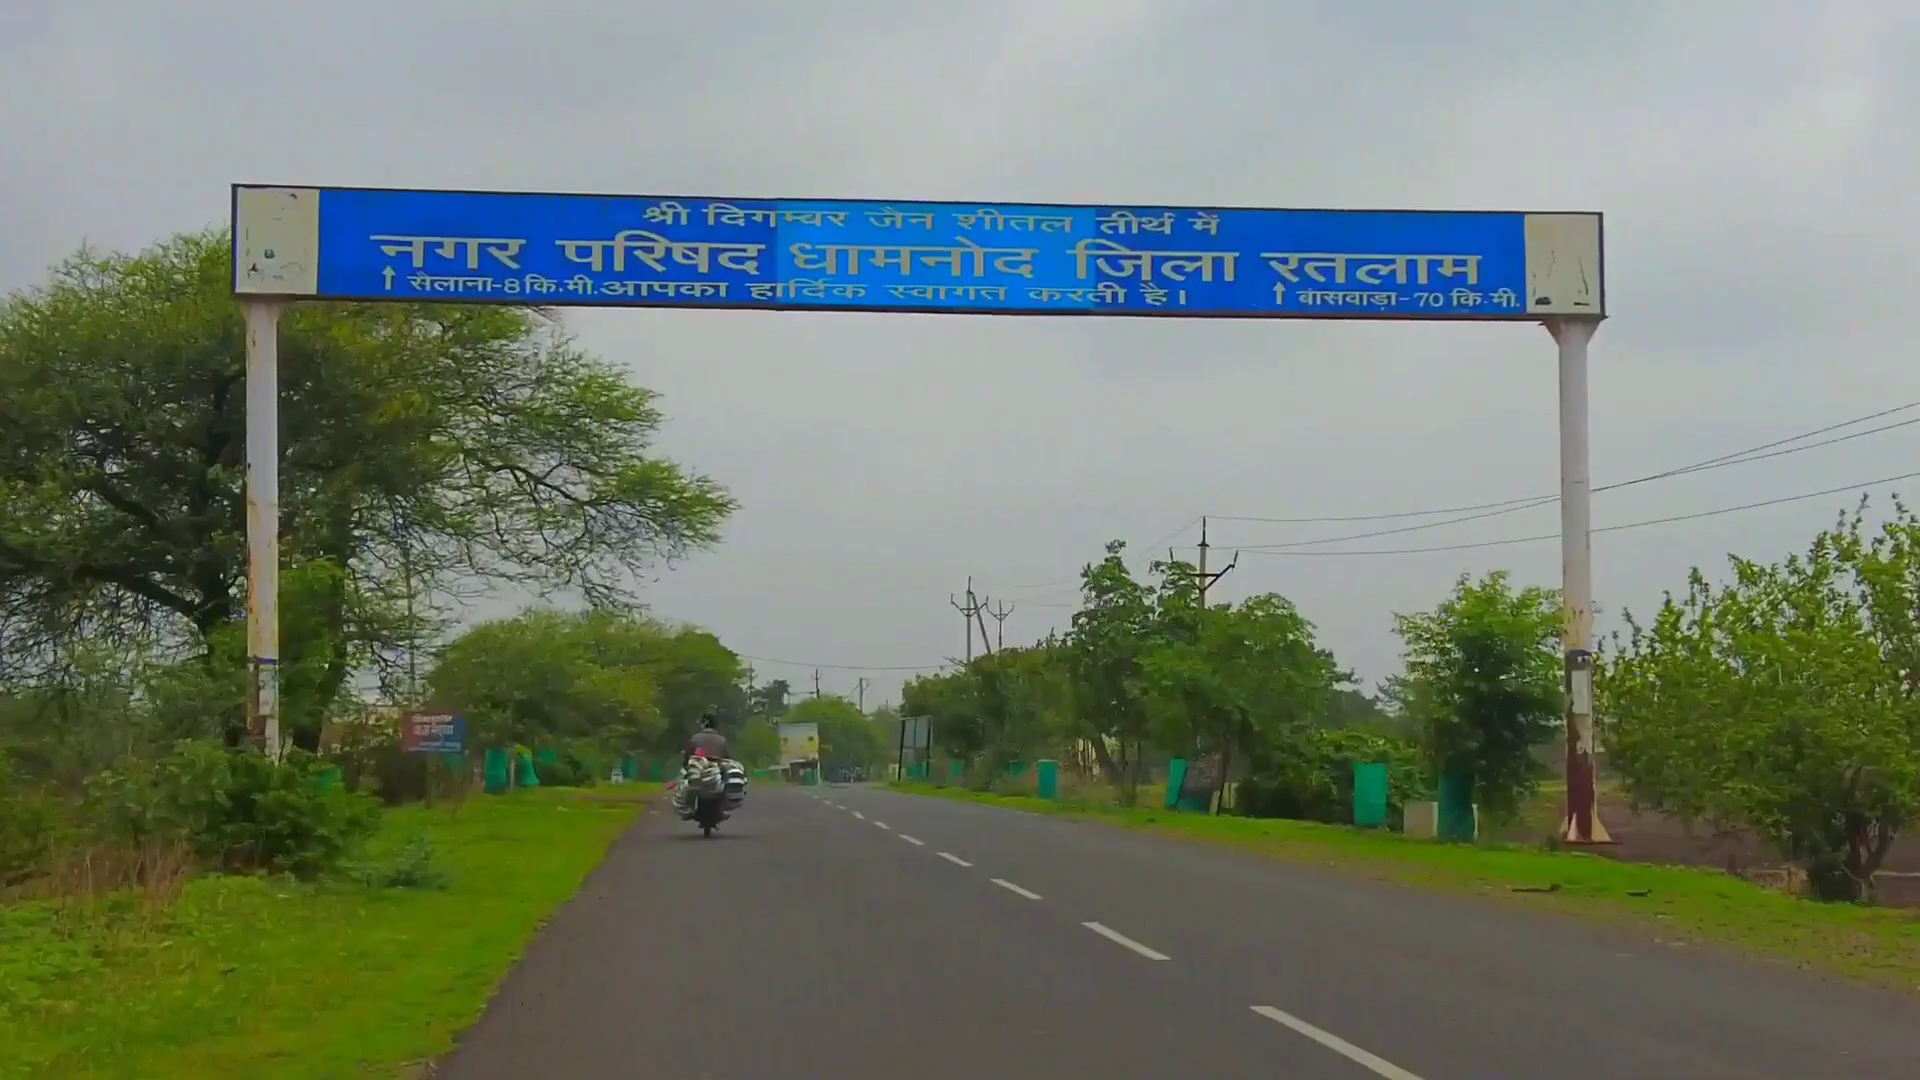 श्री दिगम्बर जैन शीतल तीर्थ में
नगर परिषद धामनोद जिला रतलाम
↑ सैलाना-8 कि.मी. आपका हार्दिक स्वागत करती है। ↑ बांसवाड़ा-70 कि.मी.